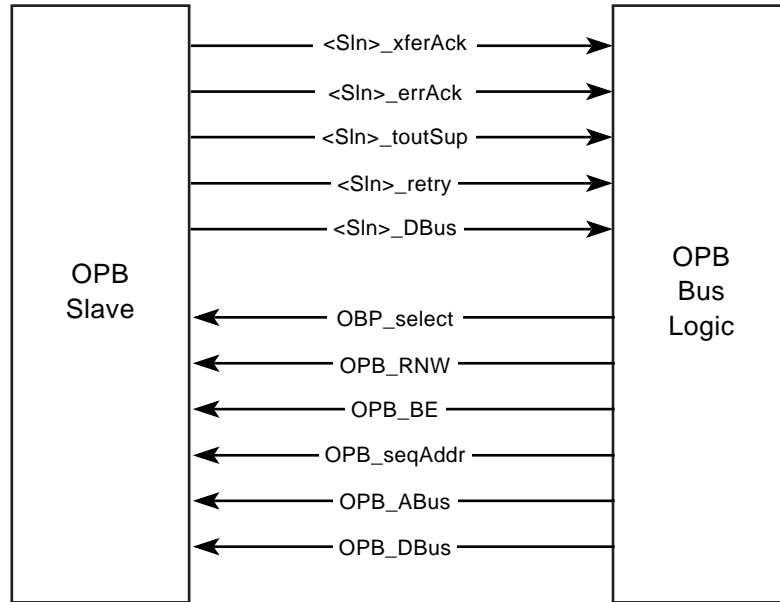 <Sln>_xferAck
<Sln>_errAck
<Sln>_toutSup
<Sln>_retry
<Sln>_DBus
OPB
Slave
OPB
Bus
Logic
OBP_select
OPB_RNW
OPB_BE
OPB_seqAddr
OPB_ABus
OPB_DBus